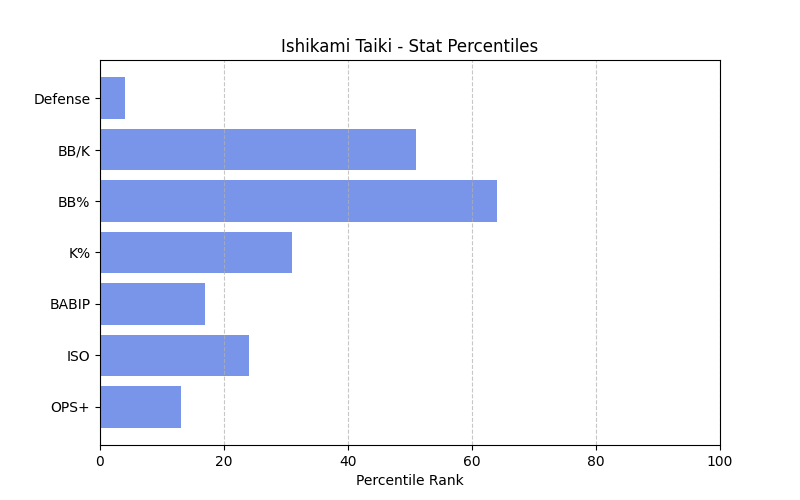 Ishikami Taiki - Stat Percentiles
Defense
BB/K
BB%
K%
BABIP
ISO
OPS+
0 20 40 60 80 100
Percentile Rank